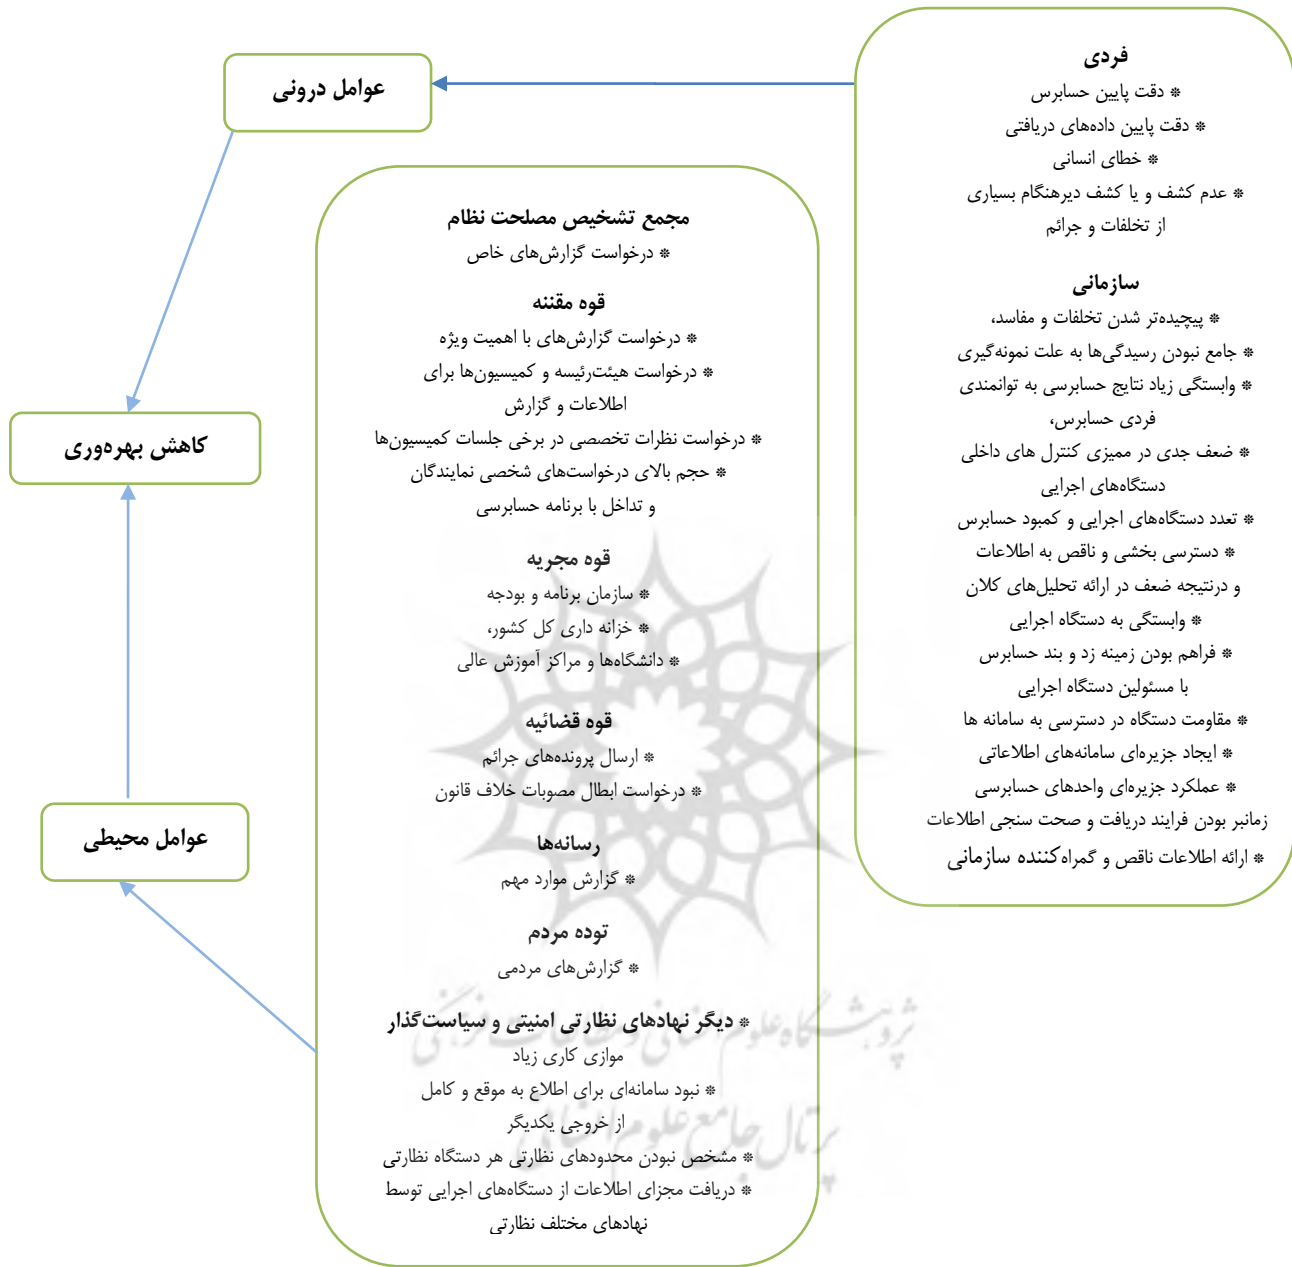 فردی
* دقت پایین حسابرس
* دقت پایین داده‌های دریافتی
* خطای انسانی
* عدم کشف و یا کشف دیرهنگام بسیاری
از تخلفات و جرائم
سازمانی
* پیچیده‌تر شدن تخلفات و مفاسد،
* جامع نبودن رسیدگی‌ها به علت نمونه‌گیری
* وابستگی زیاد نتایج حسابرسی به توانمندی
فردی حسابرس،
* ضعف جدی در ممیزی کنترل های داخلی
دستگاه‌های اجرایی
* تعدد دستگاه‌های اجرایی و کمبود حسابرس
* دسترسی بخشی و ناقص به اطلاعات
و درنتیجه ضعف در ارائه تحلیل‌های کلان
* وابستگی به دستگاه اجرایی
* فراهم بودن زمینه زد و بند حسابرس
با مسئولین دستگاه اجرایی
* مقاومت دستگاه در دسترسی به سامانه ها
* ایجاد جزیره‌ای سامانه‌های اطلاعاتی
* عملکرد جزیره‌ای واحدهای حسابرسی
زمانبر بودن فرایند دریافت و صحت سنجی اطلاعات
* ارائه اطلاعات ناقص و گمراه‌کننده سازمانی
عوامل درونی
مجمع تشخیص مصلحت نظام
* درخواست گزارش‌های خاص
قوه مقننه
* درخواست گزارش‌های با اهمیت ویژه
* درخواست هیئت‌رئیسه و کمیسیون‌ها برای
اطلاعات و گزارش
* درخواست نظرات تخصصی در برخی جلسات کمیسیون‌ها
* حجم بالای درخواست‌های شخصی نمایندگان
و تداخل با برنامه حسابرسی
قوه مجریه
* سازمان برنامه و بودجه
* خزانه داری کل کشور،
* دانشگاه‌ها و مراکز آموزش عالی
قوه قضائیه
* ارسال پرونده‌های جرائم
* درخواست ابطال مصوبات خلاف قانون
رسانه‌ها
* گزارش موارد مهم
توده مردم
* گزارش‌های مردمی
* دیگر نهادهای نظارتی امنیتی و سیاست‌گذار
موازی کاری زیاد
* نبود سامانه‌ای برای اطلاع به موقع و کامل
از خروجی یکدیگر
* مشخص نبودن محدودهای نظارتی هر دستگاه نظارتی
* دریافت مجزای اطلاعات از دستگاه‌های اجرایی توسط
نهادهای مختلف نظارتی
کاهش بهره‌وری
عوامل محیطی
پژوهشگاه علوم انسانی و مطالعات فرهنگی
پرتال جامع علوم انسانی